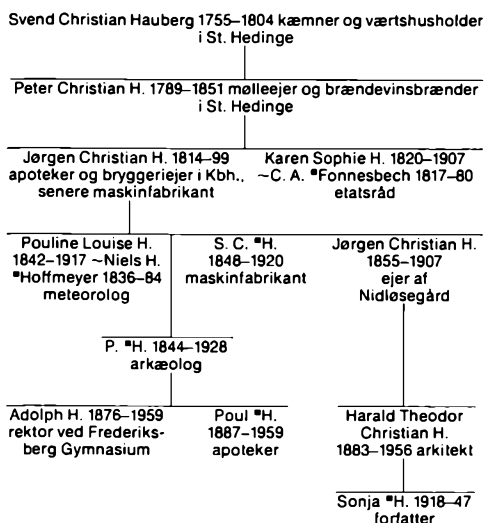 Svend Christian Hauberg 1755–1804 kæmner og værtshusholder
i St. Hedinge
Peter Christian H. 1789–1851 mølleejer og brændevinsbrænder
i St. Hedinge
Jørgen Christian H. 1814–99
apoteker og bryggeriejer i Kbh.,
senere maskinfabrikant
Karen Sophie H. 1820–1907
~C. A. ■Fonnesbech 1817–80
etatsråd
Pouline Louise H.
1842–1917 ~Niels H.
■Hoffmeyer 1836–84
meteorolog
S. C. ■H.
1848–1920
maskinfabrikant
Jørgen Christian H.
1855–1907
ejer af
Nidløsegård
P. ■H. 1844–1928
arkæolog
Adolph H. 1876–1959
rektor ved Frederiks-
berg Gymnasium
Poul ■H.
1887–1959
apoteker
Harald Theodor
Christian H.
1883–1956 arkitekt
Sonja ■H. 1918–47
forfatter